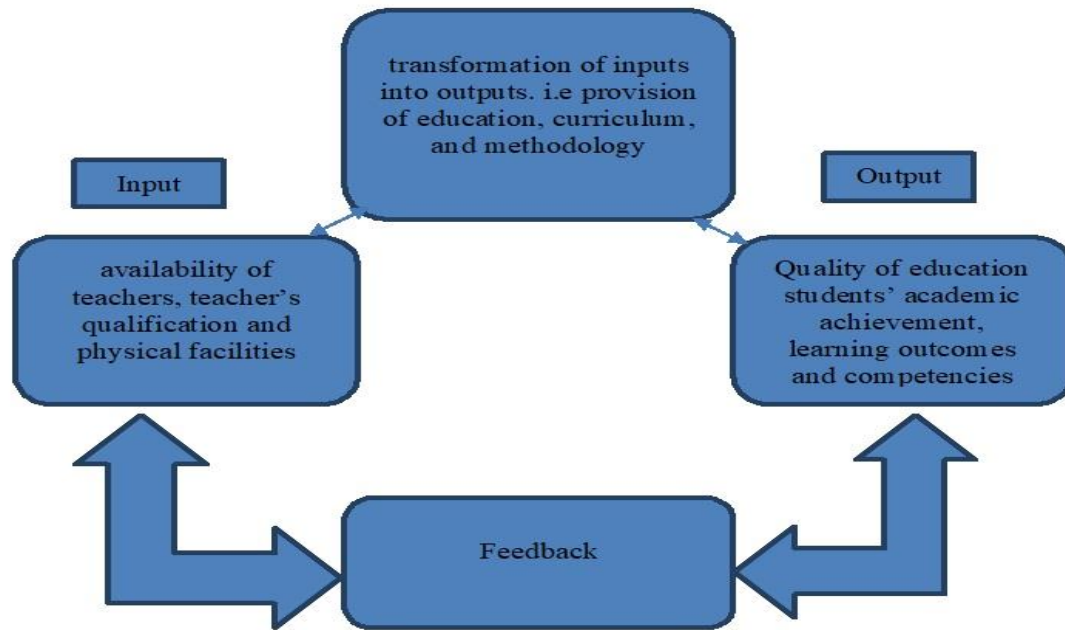 transformation of inputs
into outputs. i.e provision
of education, curriculum,
and methodology
Input
Output
availability of
teachers, teacher’s
qualification and
physical facilities
Quality of education
students’ academic
achievement,
learning outcomes
and competencies
Feedback